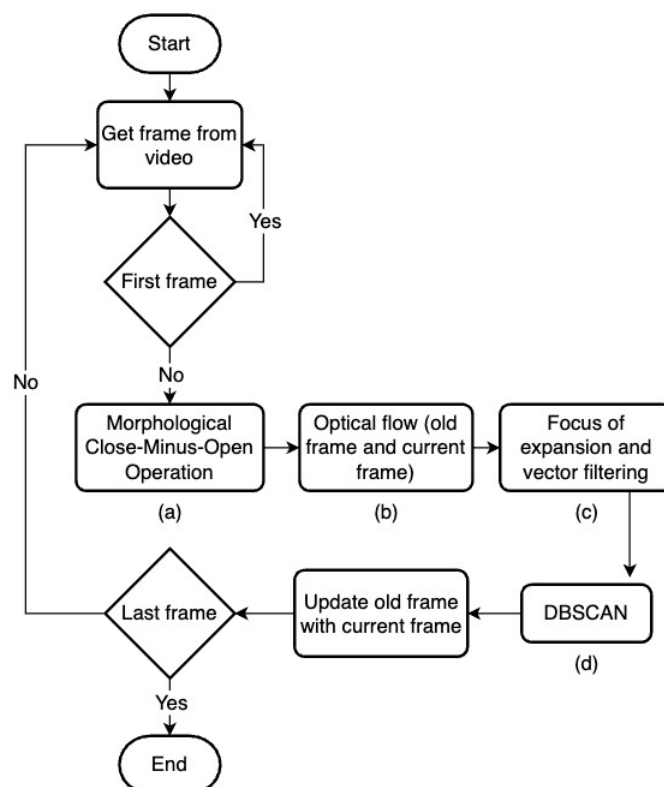 Start
Get frame from
video
Yes
First frame
No
No
Morphological
Close-Minus-Open
Operation
Optical flow (old
frame and current
frame)
Focus of
expansion and
vector filtering
(a)
(b)
(c)
Last frame
Update old frame
with current frame
DBSCAN
(d)
Yes
End